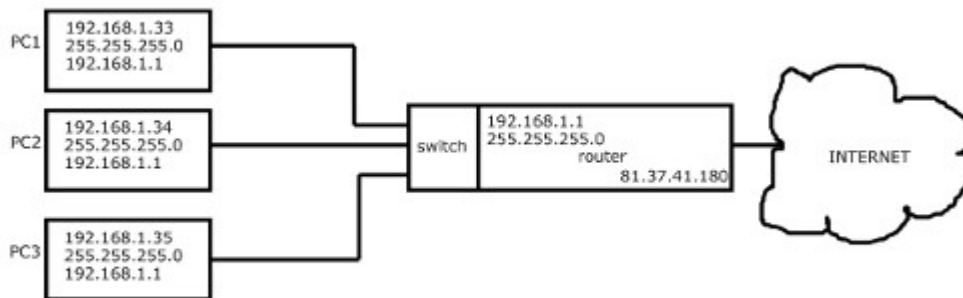 PC1
192.168.1.33
255.255.255.0
192.168.1.1
PC2
192.168.1.34
255.255.255.0
192.168.1.1
PC3
192.168.1.35
255.255.255.0
192.168.1.1
switch
192.168.1.1
255.255.255.0
router
81.37.41.180
INTERNET